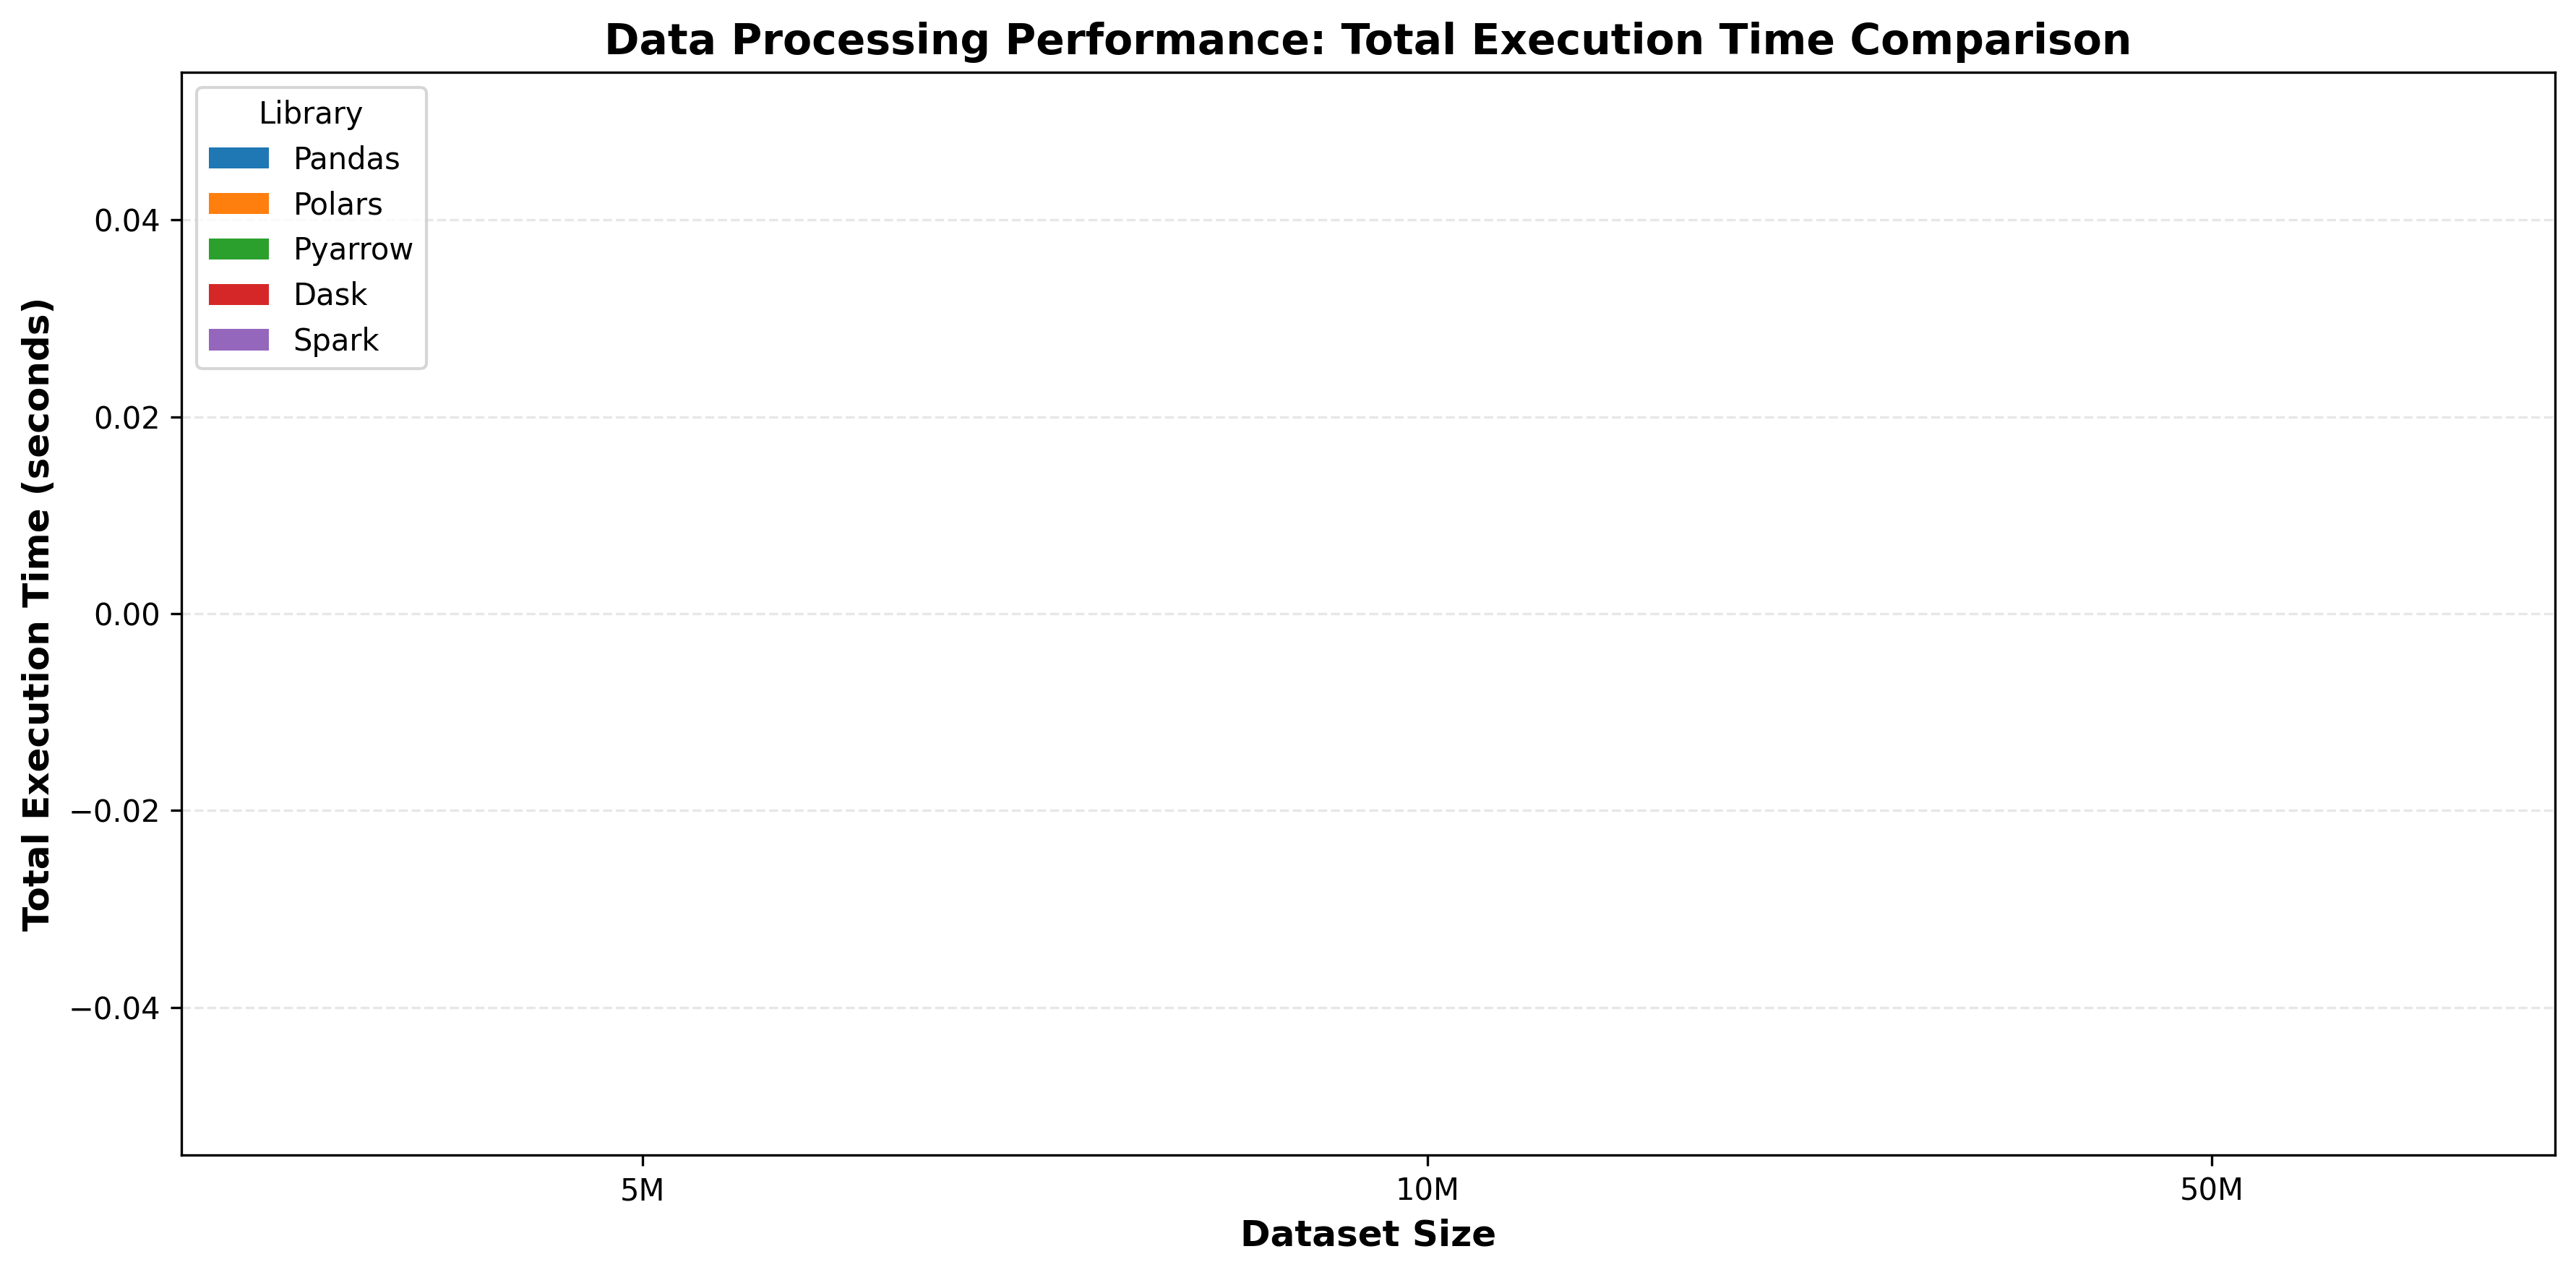 Data Processing Performance: Total Execution Time Comparison
Library
Pandas
Polars
Pyarrow
Dask
Spark
Total Execution Time (seconds)
0.04
0.02
0.00
−0.02
−0.04
5M
10M
50M
Dataset Size